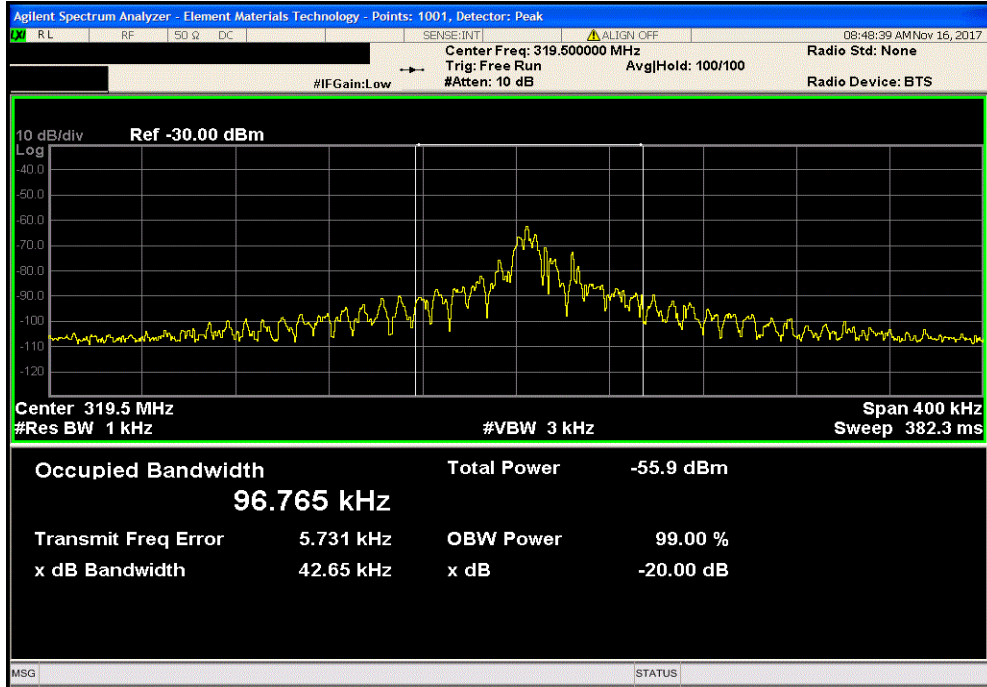 Agilent Spectrum Analyzer - Element Materials Technology - Points: 1001, Detector: Peak
LXI RL RF 50 Ω DC SENSE:INT ALIGN OFF 08:48:39 AM Nov 16, 2017
Center Freq: 319.500000 MHz Radio Std: None
Trig: Free Run Avg|Hold: 100/100
#IFGain:Low #Atten: 10 dB Radio Device: BTS
10 dB/div Ref -30.00 dBm
Log
-40.0
-50.0
-60.0
-70.0
-80.0
-90.0
-100
-110
-120
Center 319.5 MHz Span 400 kHz
#Res BW 1 kHz #VBW 3 kHz Sweep 382.3 ms
Occupied Bandwidth Total Power -55.9 dBm
96.765 kHz
Transmit Freq Error 5.731 kHz OBW Power 99.00 %
x dB Bandwidth 42.65 kHz x dB -20.00 dB
MSG STATUS